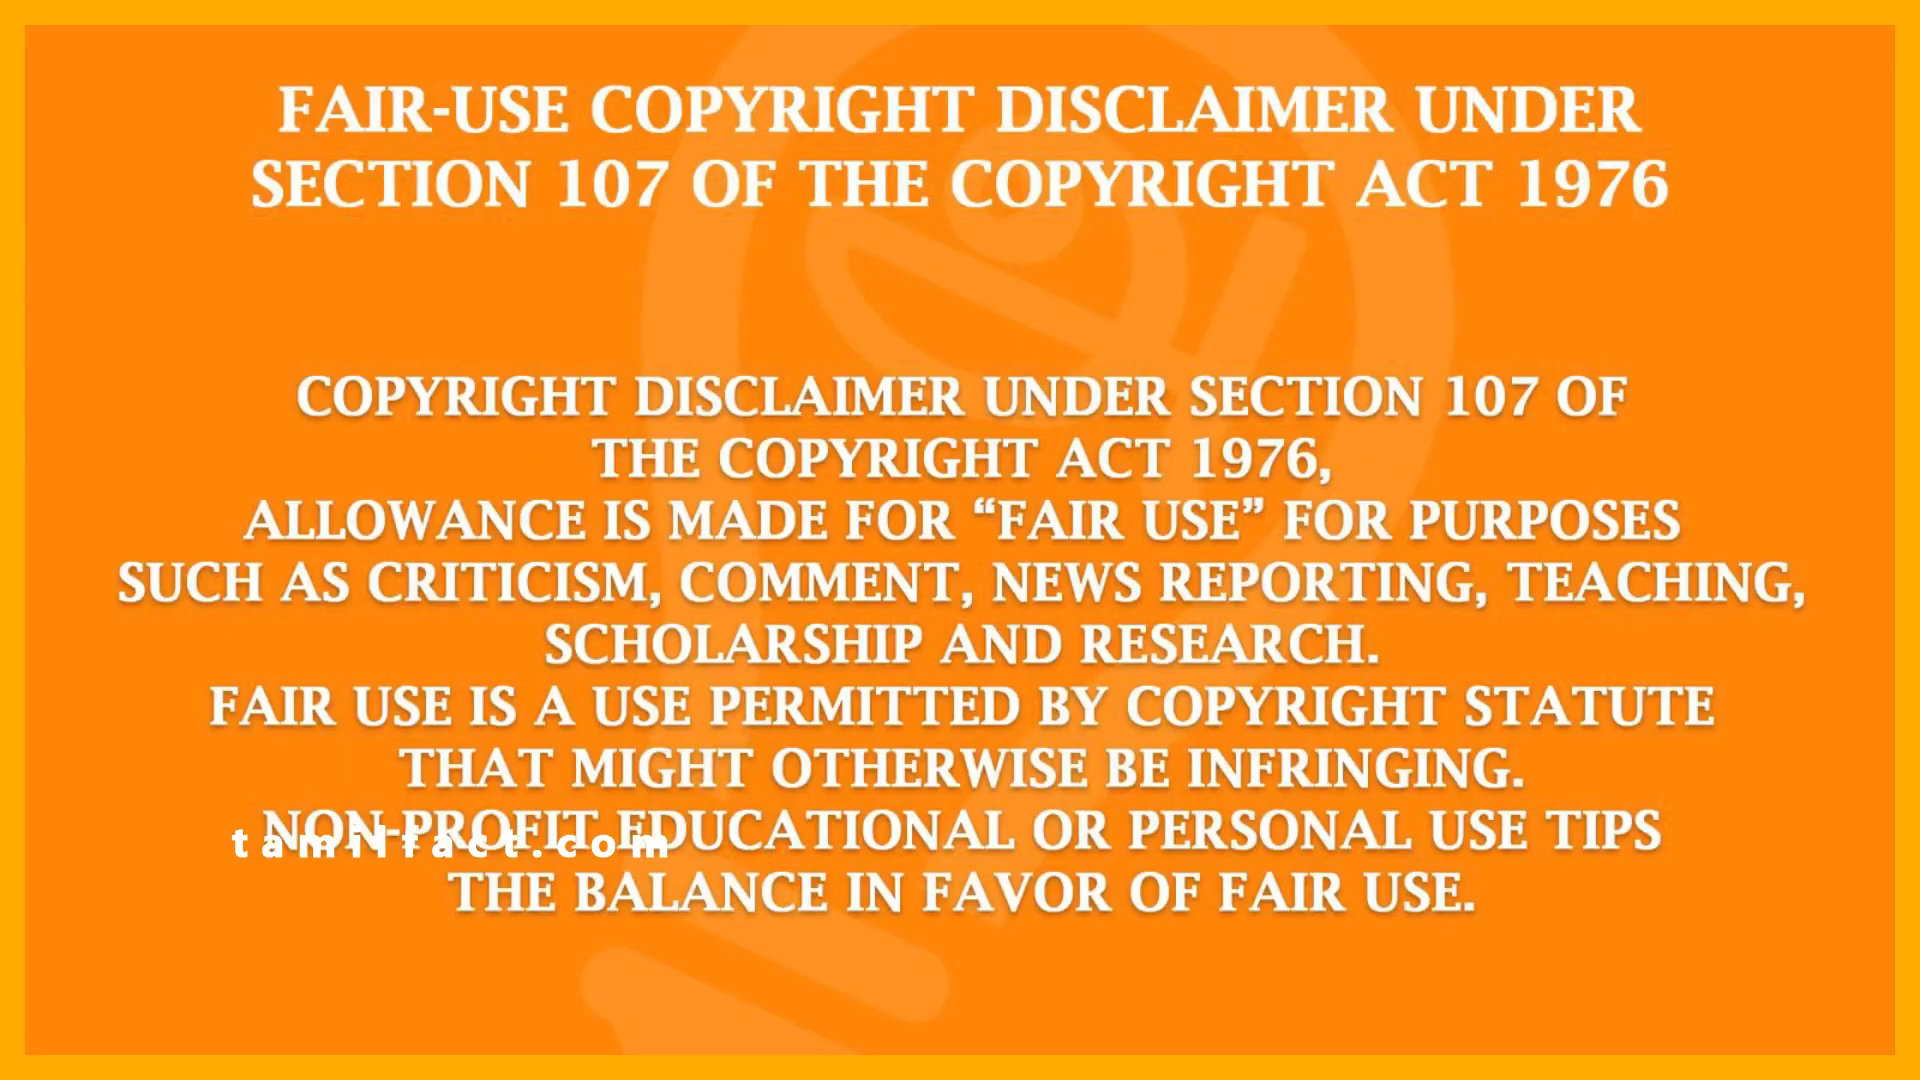 FAIR-USE COPYRIGHT DISCLAIMER UNDER
SECTION 107 OF THE COPYRIGHT ACT 1976
COPYRIGHT DISCLAIMER UNDER SECTION 107 OF
THE COPYRIGHT ACT 1976,
ALLOWANCE IS MADE FOR “FAIR USE” FOR PURPOSES
SUCH AS CRITICISM, COMMENT, NEWS REPORTING, TEACHING,
SCHOLARSHIP AND RESEARCH.
FAIR USE IS A USE PERMITTED BY COPYRIGHT STATUTE
THAT MIGHT OTHERWISE BE INFRINGING.
NON-PROFIT EDUCATIONAL OR PERSONAL USE TIPS
tamilfact.com
THE BALANCE IN FAVOR OF FAIR USE.